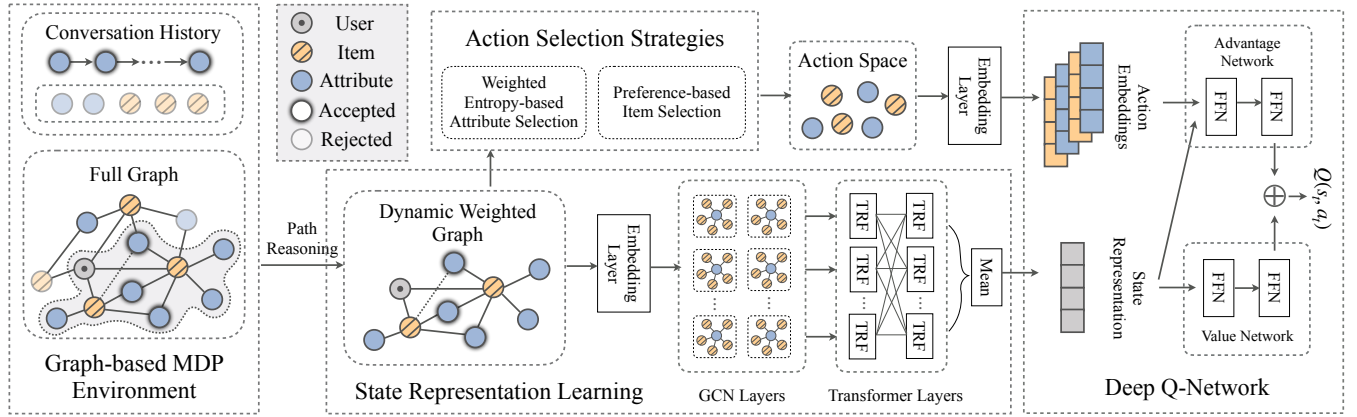 Conversation History
Full Graph
Graph-based MDP
Environment
User
Item
Attribute
Accepted
Rejected
Path
Reasoning
Action Selection Strategies
Weighted
Entropy-based
Attribute Selection
Preference-based
Item Selection
Action Space
Embedding
Layer
Dynamic Weighted
Graph
Embedding
Layer
State Representation Learning
GCN Layers
TRF
TRF
TRF
TRF
TRF
TRF
Transformer Layers
Mean
Action
Embeddings
State
Representation
Advantage
Network
FFN
FFN
FFN
FFN
Value Network
Q(s_t, a_t)
Deep Q-Network